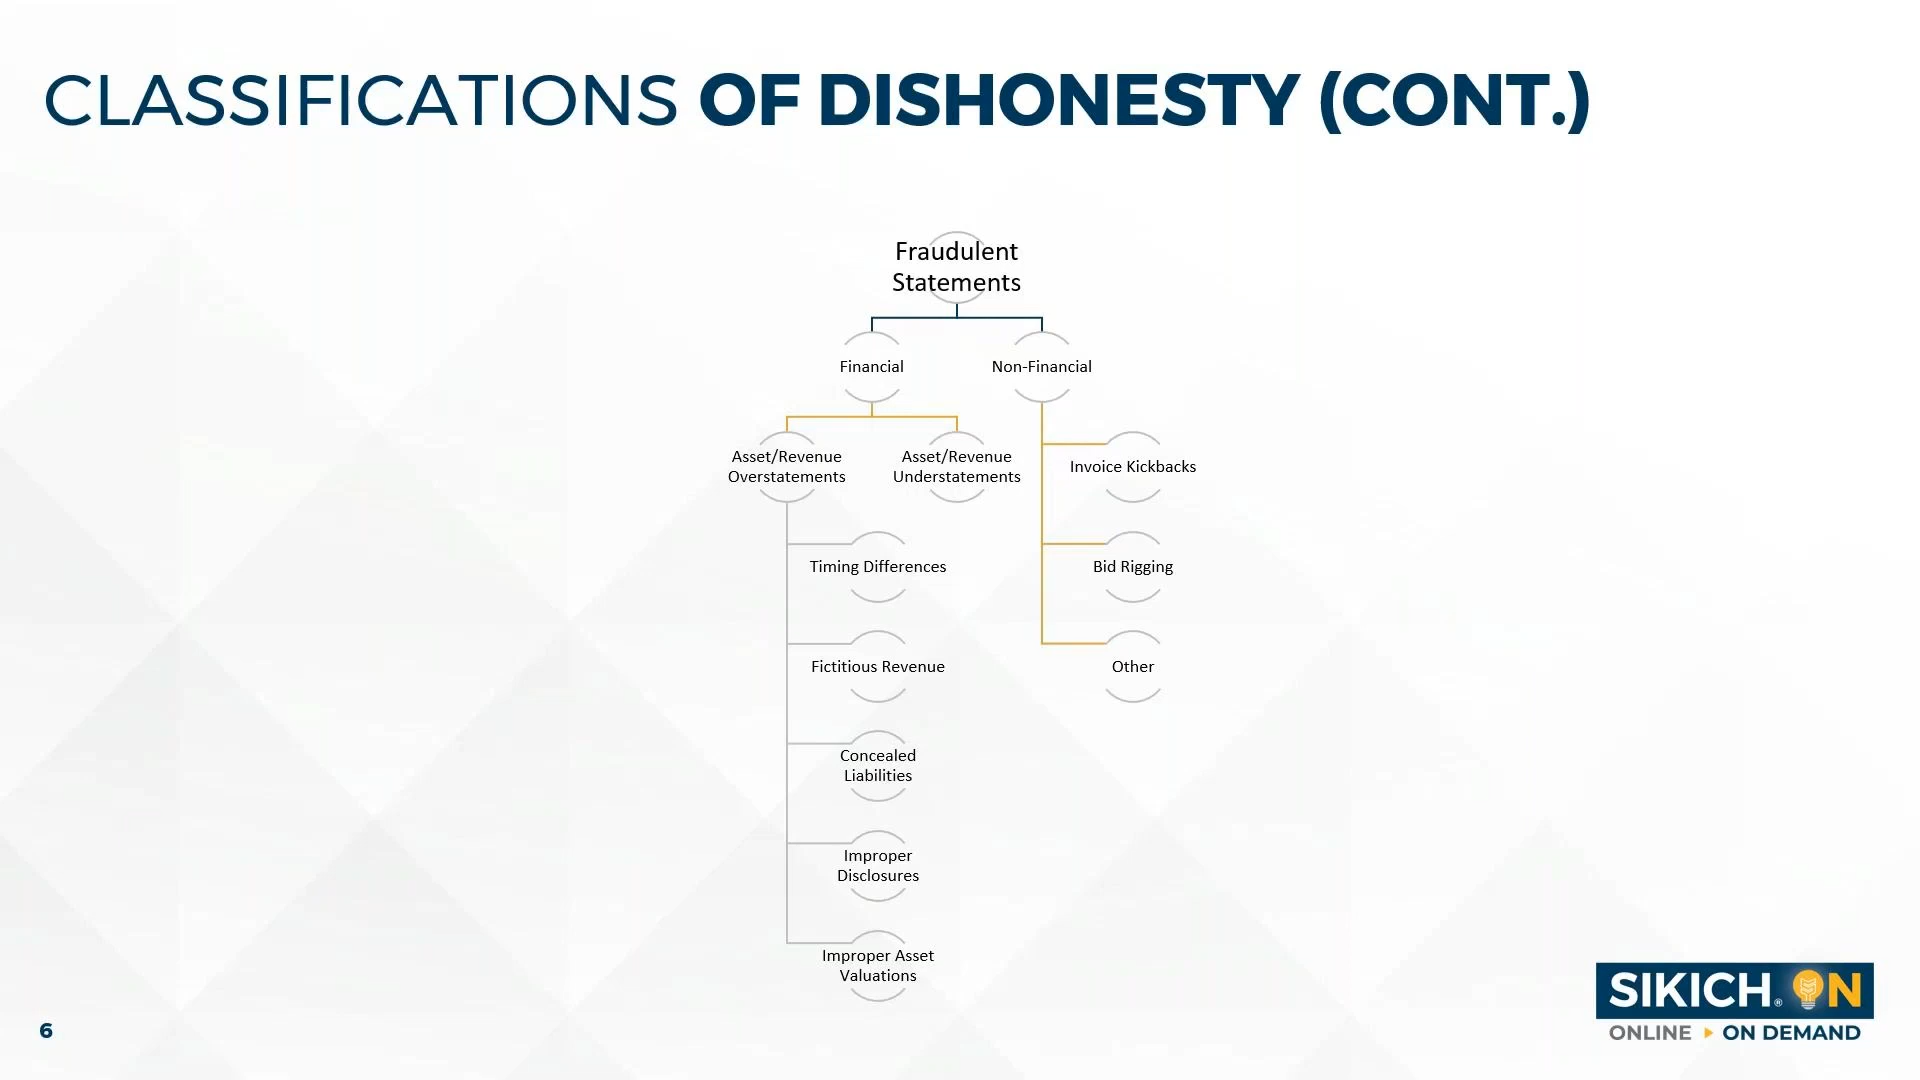 CLASSIFICATIONS OF DISHONESTY (CONT.)
Fraudulent
Statements
Financial
Non-Financial
Asset/Revenue
Overstatements
Asset/Revenue
Understatements
Invoice Kickbacks
Timing Differences
Bid Rigging
Fictitious Revenue
Other
Concealed
Liabilities
Improper
Disclosures
Improper Asset
Valuations
6
SIKICH® ON
ONLINE ▸ ON DEMAND